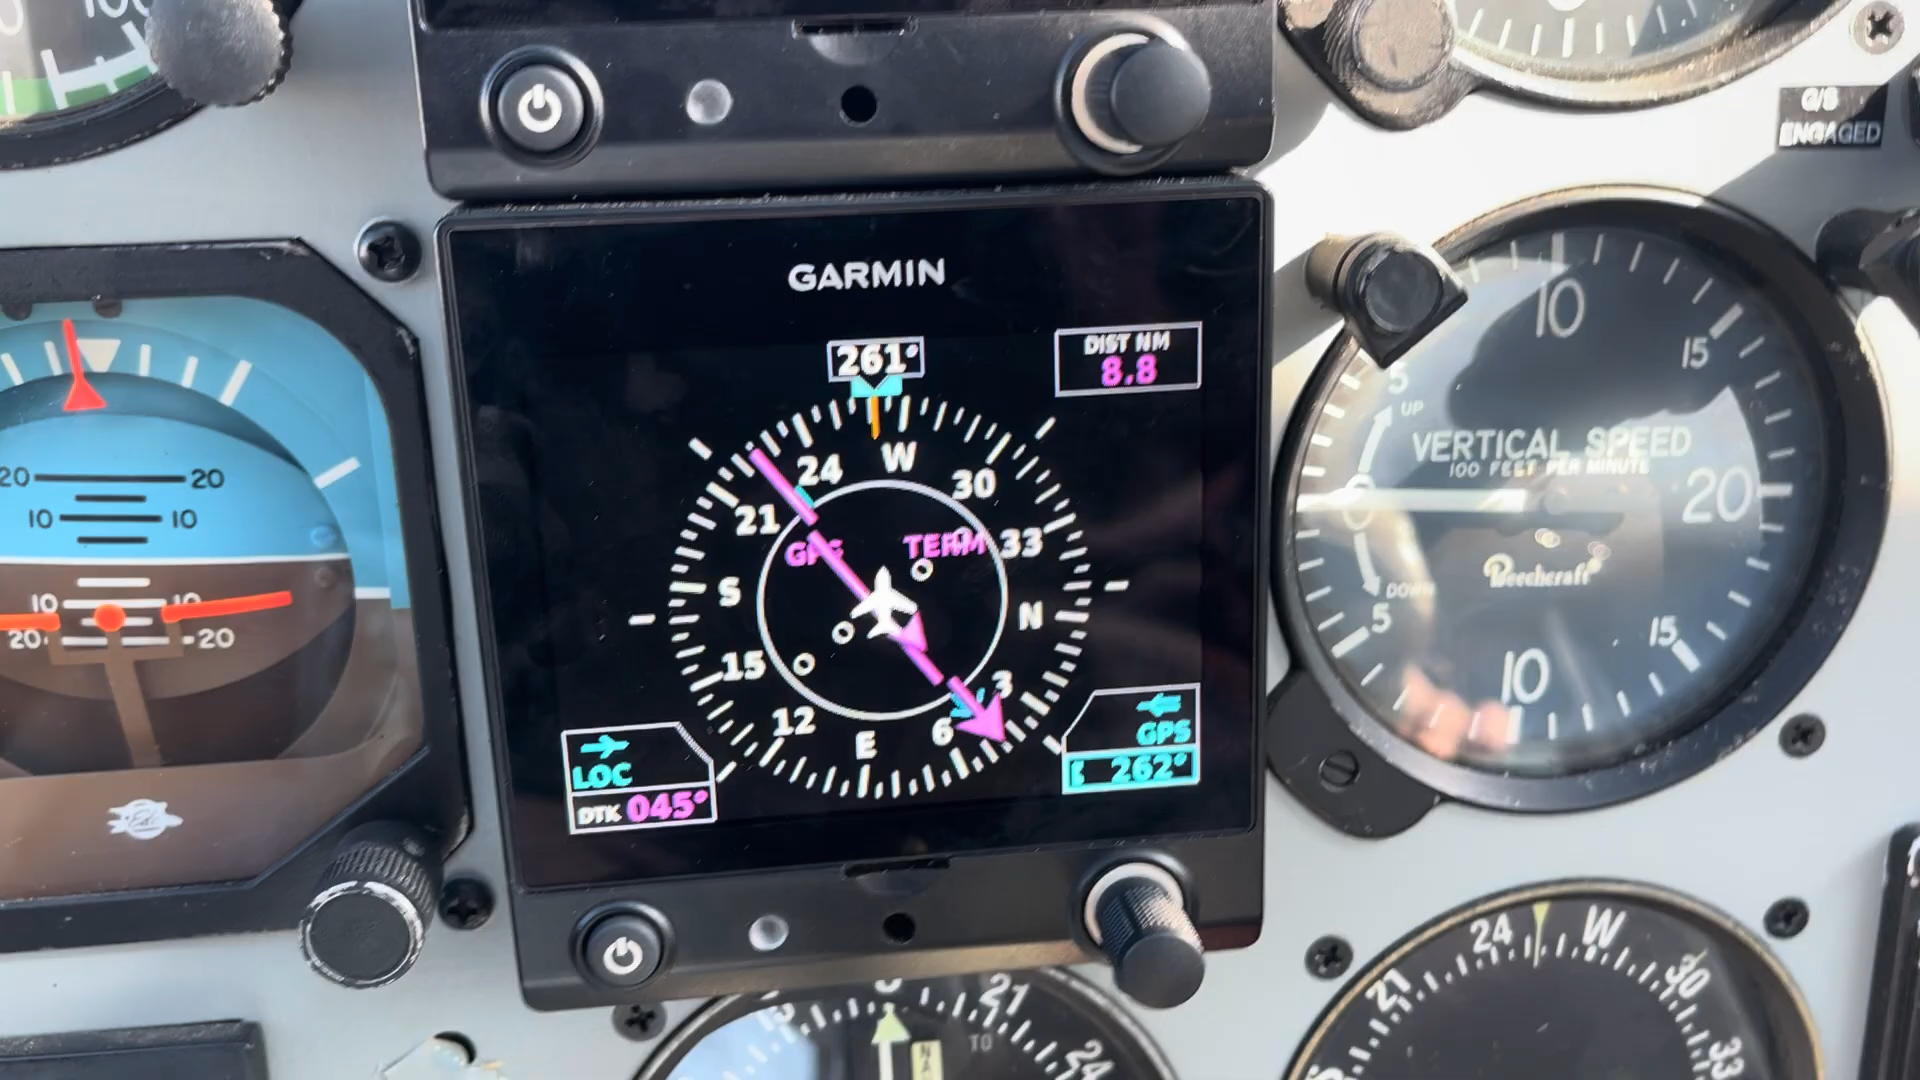 G/S
ENGAGED
GARMIN
261°
DIST NM
8.8
24
W
30
21
33
GPS
TERM
S
N
15
3
12
6
E
LOC
DTK 045°
GPS
262°
20 20
10 10
10 10
20 20
10
15
5
UP
VERTICAL SPEED
100 FEET PER MINUTE
20
Beechcraft
DOWN
5
15
10
21
TO
24
24
W
21
30
33